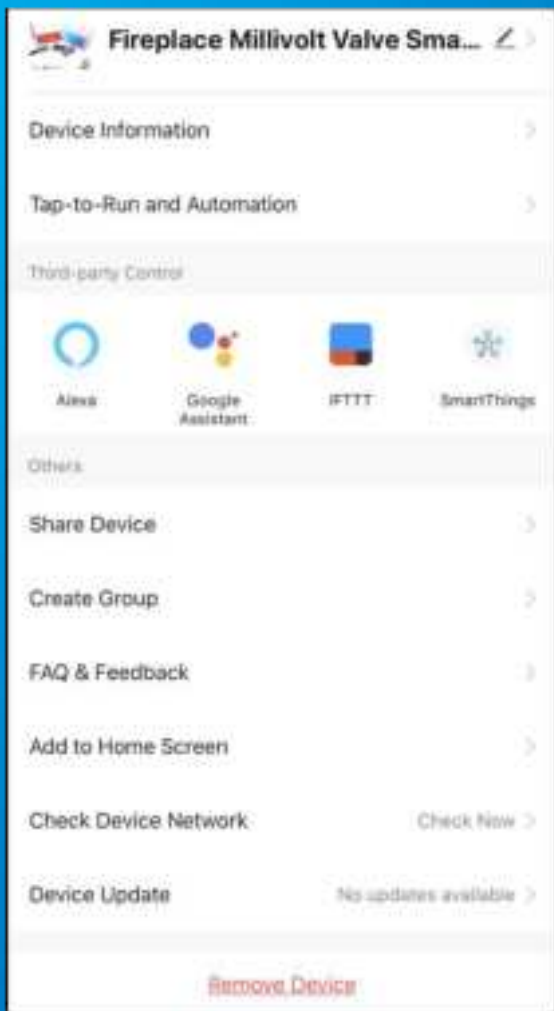 Fireplace Millivolt Valve Sma...
Device Information
Tap-to-Run and Automation
Third-party Control
Alexa
Google
Assistant
IFTTT
SmartThings
Others
Share Device
Create Group
FAQ & Feedback
Add to Home Screen
Check Device Network
Check Now
Device Update
No updates available
Remove Device